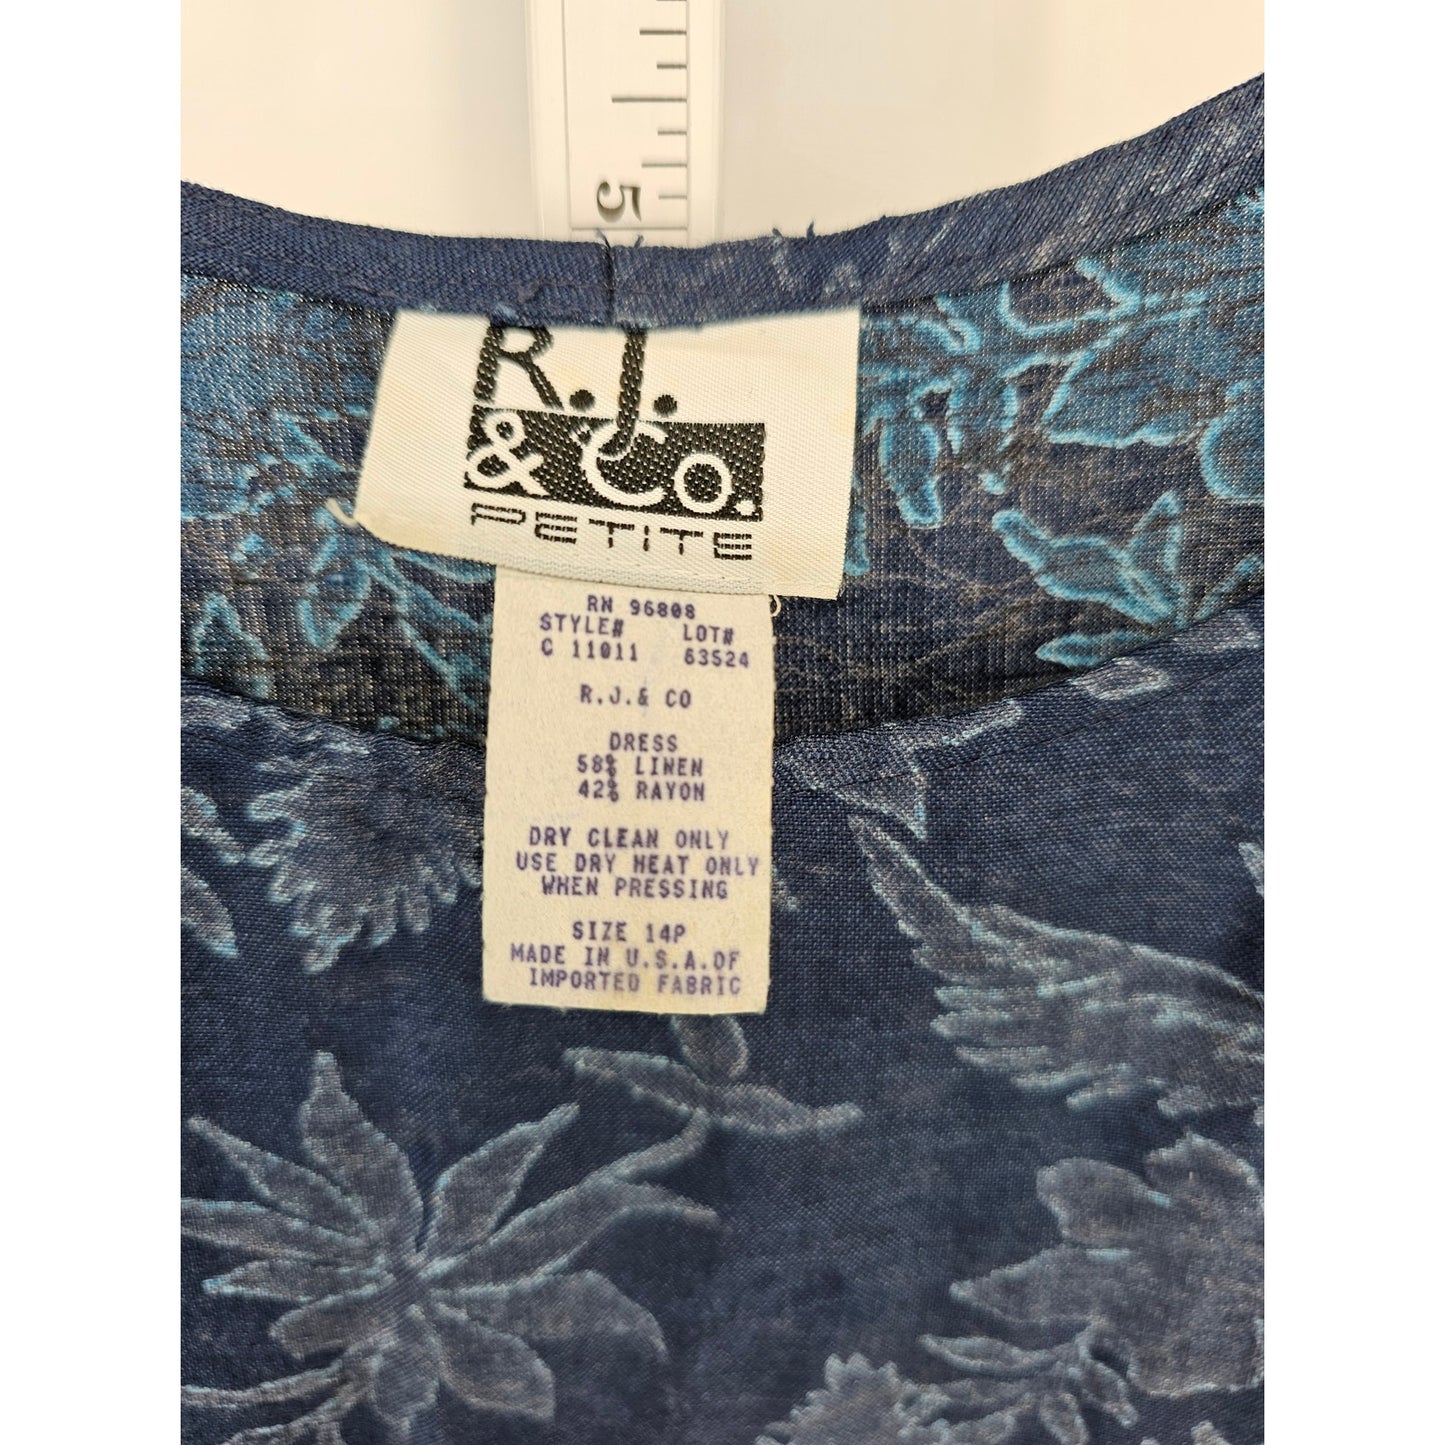 5
R.J.
& Co.
PETITE
RN 96808
STYLE# LOT#
C 11011 63524
R.J.& CO
DRESS
58% LINEN
42% RAYON
DRY CLEAN ONLY
USE DRY HEAT ONLY
WHEN PRESSING
SIZE 14P
MADE IN U.S.A.OF
IMPORTED FABRIC